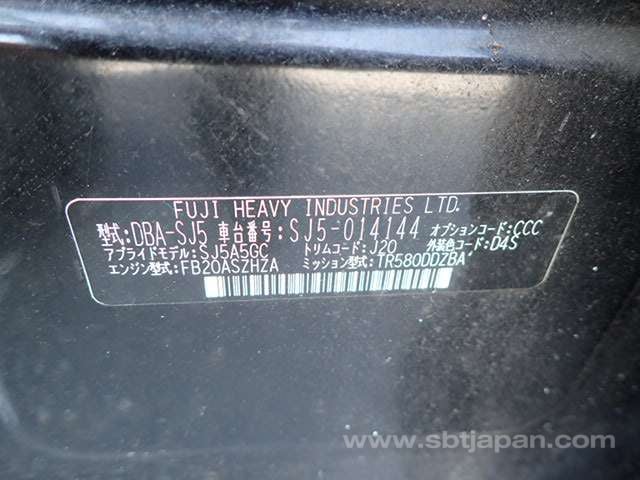 FUJI HEAVY INDUSTRIES LTD.
型式:DBA-SJ5 車台番号:SJ5-014144 オプションコード:CCC
アプライドモデル:SJ5A5GC トリムコード:J20 外装色コード:D4S
エンジン型式:FB20ASZHZA ミッション型式:TR580DDZBA
www.sbtjapan.com